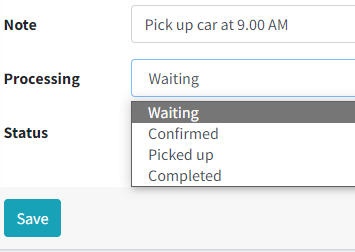 Note Pick up car at 9.00 AM
Processing Waiting
Waiting
Status Confirmed
Picked up
Completed
Save